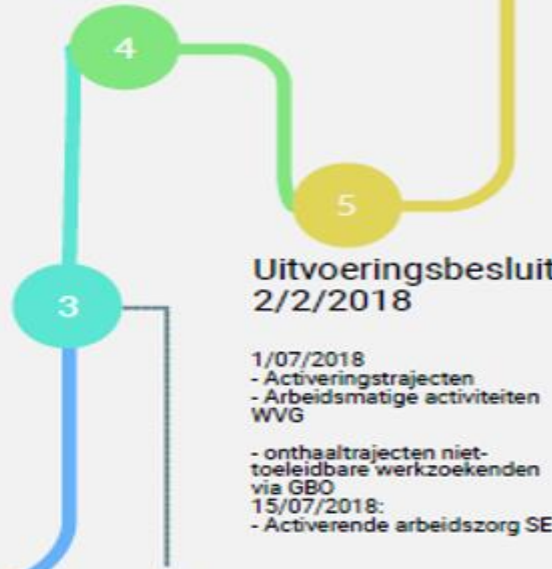 4
5
3
Uitvoeringsbesluit
2/2/2018
1/07/2018
- Activeringstrajecten
- Arbeidsmatige activiteiten
WVG
- onthaaltrajecten niet-
toeleidbare werkzoekenden
via GBO
15/07/2018:
- Activerende arbeidszorg SE